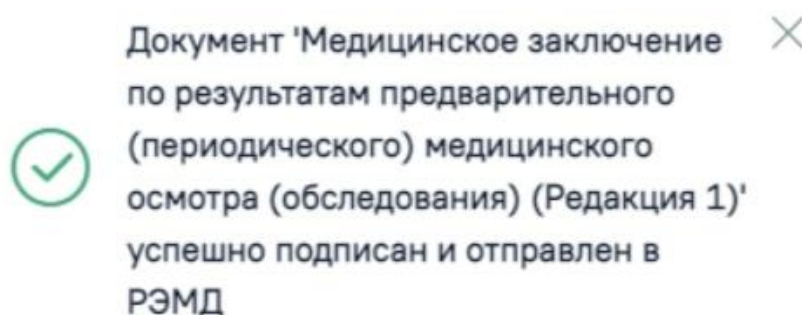 Документ 'Медицинское заключение
по результатам предварительного
(периодического) медицинского
осмотра (обследования) (Редакция 1)'
успешно подписан и отправлен в
РЭМД